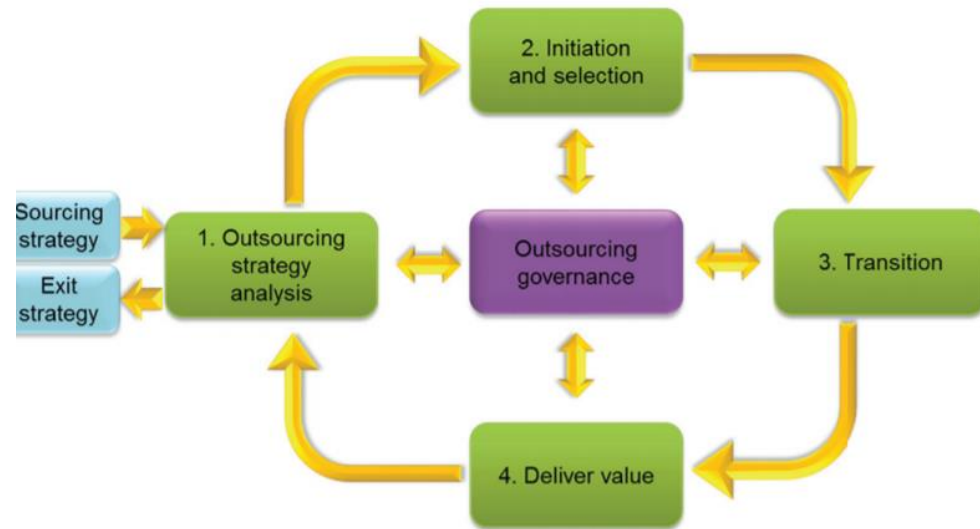 2. Initiation
and selection
Sourcing
strategy
Exit
strategy
1. Outsourcing
strategy
analysis
Outsourcing
governance
3. Transition
4. Deliver value